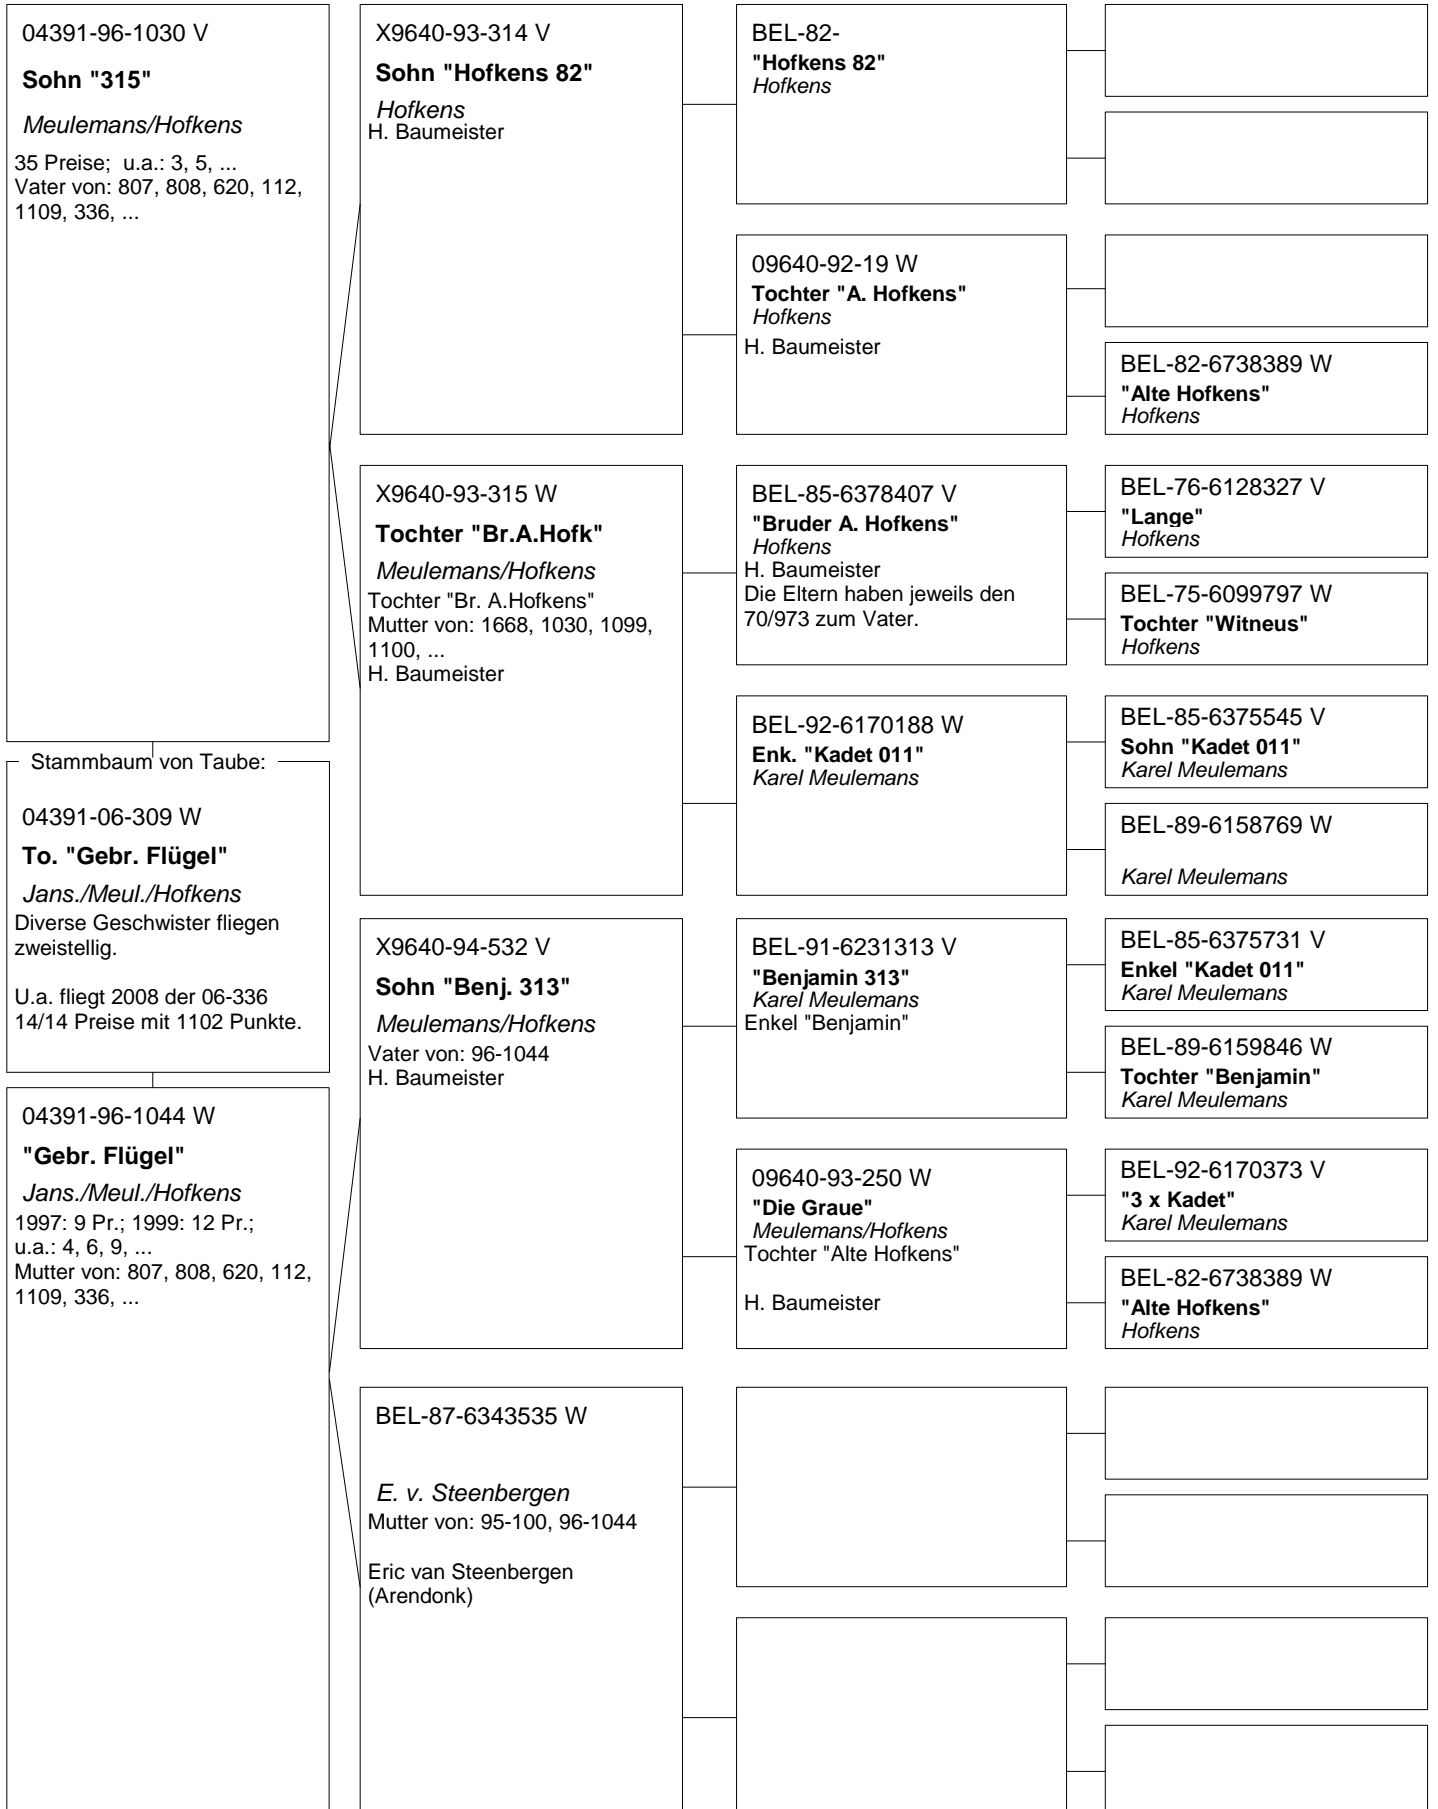 04391-96-1030 V
Sohn "315"
Meulemans/Hofkens
35 Preise;  u.a.: 3, 5, ...
Vater von: 807, 808, 620, 112,
1109, 336, ...
Stammbaum von Taube:
04391-06-309 W
To. "Gebr. Flügel"
Jans./Meul./Hofkens
Diverse Geschwister fliegen
zweistellig.
U.a. fliegt 2008 der 06-336
14/14 Preise mit 1102 Punkte.
04391-96-1044 W
"Gebr. Flügel"
Jans./Meul./Hofkens
1997: 9 Pr.; 1999: 12 Pr.;
u.a.: 4, 6, 9, ...
Mutter von: 807, 808, 620, 112,
1109, 336, ...
X9640-93-314 V
Sohn "Hofkens 82"
Hofkens
H. Baumeister
X9640-93-315 W
Tochter "Br.A.Hofk"
Meulemans/Hofkens
Tochter "Br. A.Hofkens"
Mutter von: 1668, 1030, 1099,
1100, ...
H. Baumeister
X9640-94-532 V
Sohn "Benj. 313"
Meulemans/Hofkens
Vater von: 96-1044
H. Baumeister
BEL-87-6343535 W
E. v. Steenbergen
Mutter von: 95-100, 96-1044
Eric van Steenbergen
(Arendonk)
BEL-82-
"Hofkens 82"
Hofkens
09640-92-19 W
Tochter "A. Hofkens"
Hofkens
H. Baumeister
BEL-85-6378407 V
"Bruder A. Hofkens"
Hofkens
H. Baumeister
Die Eltern haben jeweils den
70/973 zum Vater.
BEL-92-6170188 W
Enk. "Kadet 011"
Karel Meulemans
BEL-91-6231313 V
"Benjamin 313"
Karel Meulemans
Enkel "Benjamin"
09640-93-250 W
"Die Graue"
Meulemans/Hofkens
Tochter "Alte Hofkens"
H. Baumeister
BEL-82-6738389 W
"Alte Hofkens"
Hofkens
BEL-76-6128327 V
"Lange"
Hofkens
BEL-75-6099797 W
Tochter "Witneus"
Hofkens
BEL-85-6375545 V
Sohn "Kadet 011"
Karel Meulemans
BEL-89-6158769 W
Karel Meulemans
BEL-85-6375731 V
Enkel "Kadet 011"
Karel Meulemans
BEL-89-6159846 W
Tochter "Benjamin"
Karel Meulemans
BEL-92-6170373 V
"3 x Kadet"
Karel Meulemans
BEL-82-6738389 W
"Alte Hofkens"
Hofkens